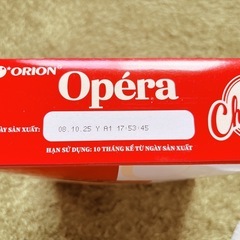 ORION
Opéra
NGÀY SẢN XUẤT:
08.10.25 Y A1 17:53:45
HẠN SỬ DỤNG: 10 THÁNG KỂ TỪ NGÀY SẢN XUẤT